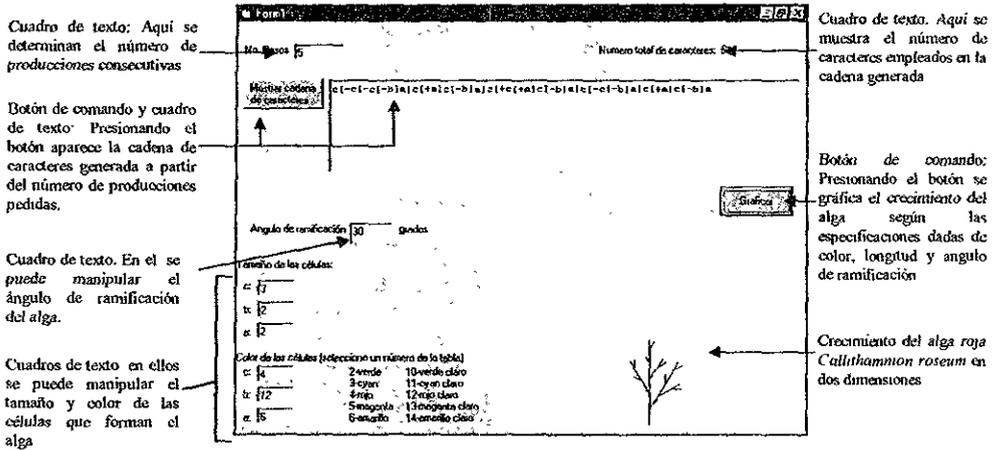 Cuadro de texto: Aquí se
determinan el número de
producciones consecutivas
Botón de comando y cuadro
de texto: Presionando el
botón aparece la cadena de
caracteres generada a partir
del número de producciones
pedidas.
Cuadro de texto. En el se
puede manipular el
ángulo de ramificación
del alga.
Cuadros de texto en ellos
se puede manipular el
tamaño y color de las
células que forman el
alga
Form1
No. Pasos 5
Numero total de caracteres:
Mostrar cadena
de caracteres
c[-c[-c[-b]a]c[+a]c[-b]a]c[+c[+a]c[-b]a]c[-c[-b]a]c[+a]c[-b]a
Graficar
Angulo de ramificación 30 grados
Tamaño de las células:
c:
b: 2
a: 2
Color de las células (seleccione un número de la tabla)
c: 4
b: 12
a:
2-verde 10-verde claro
3-cyan 11-cyan claro
4-rojo 12-rojo claro
5-magenta 13-magenta claro
6-amarillo 14-amarillo claro
Cuadro de texto. Aquí se
muestra el número de
caracteres empleados en la
cadena generada
Botón de comando:
Presionando el botón se
gráfica el crecimiento del
alga según las
especificaciones dadas de
color, longitud y angulo
de ramificación
Crecimiento del alga roja
Callithamnion roseum en
dos dimensiones